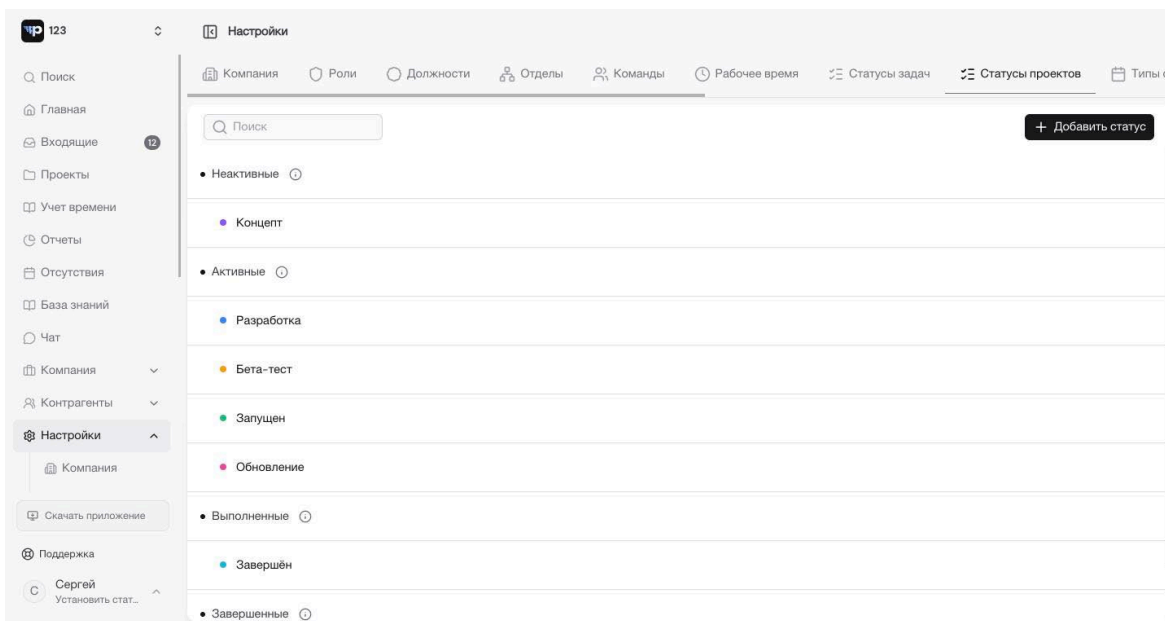 123
Настройки
Поиск
Главная
Входящие 12
Проекты
Учет времени
Отчеты
Отсутствия
База знаний
Чат
Компания
Контрагенты
Настройки
Компания
Скачать приложение
Поддержка
С Сергей
Установить стат...
Компания Роли Должности Отделы Команды Рабочее время Статусы задач Статусы проектов Типы
Поиск
+ Добавить статус
Неактивные
Концепт
Активные
Разработка
Бета-тест
Запущен
Обновление
Выполненные
Завершён
Завершенные